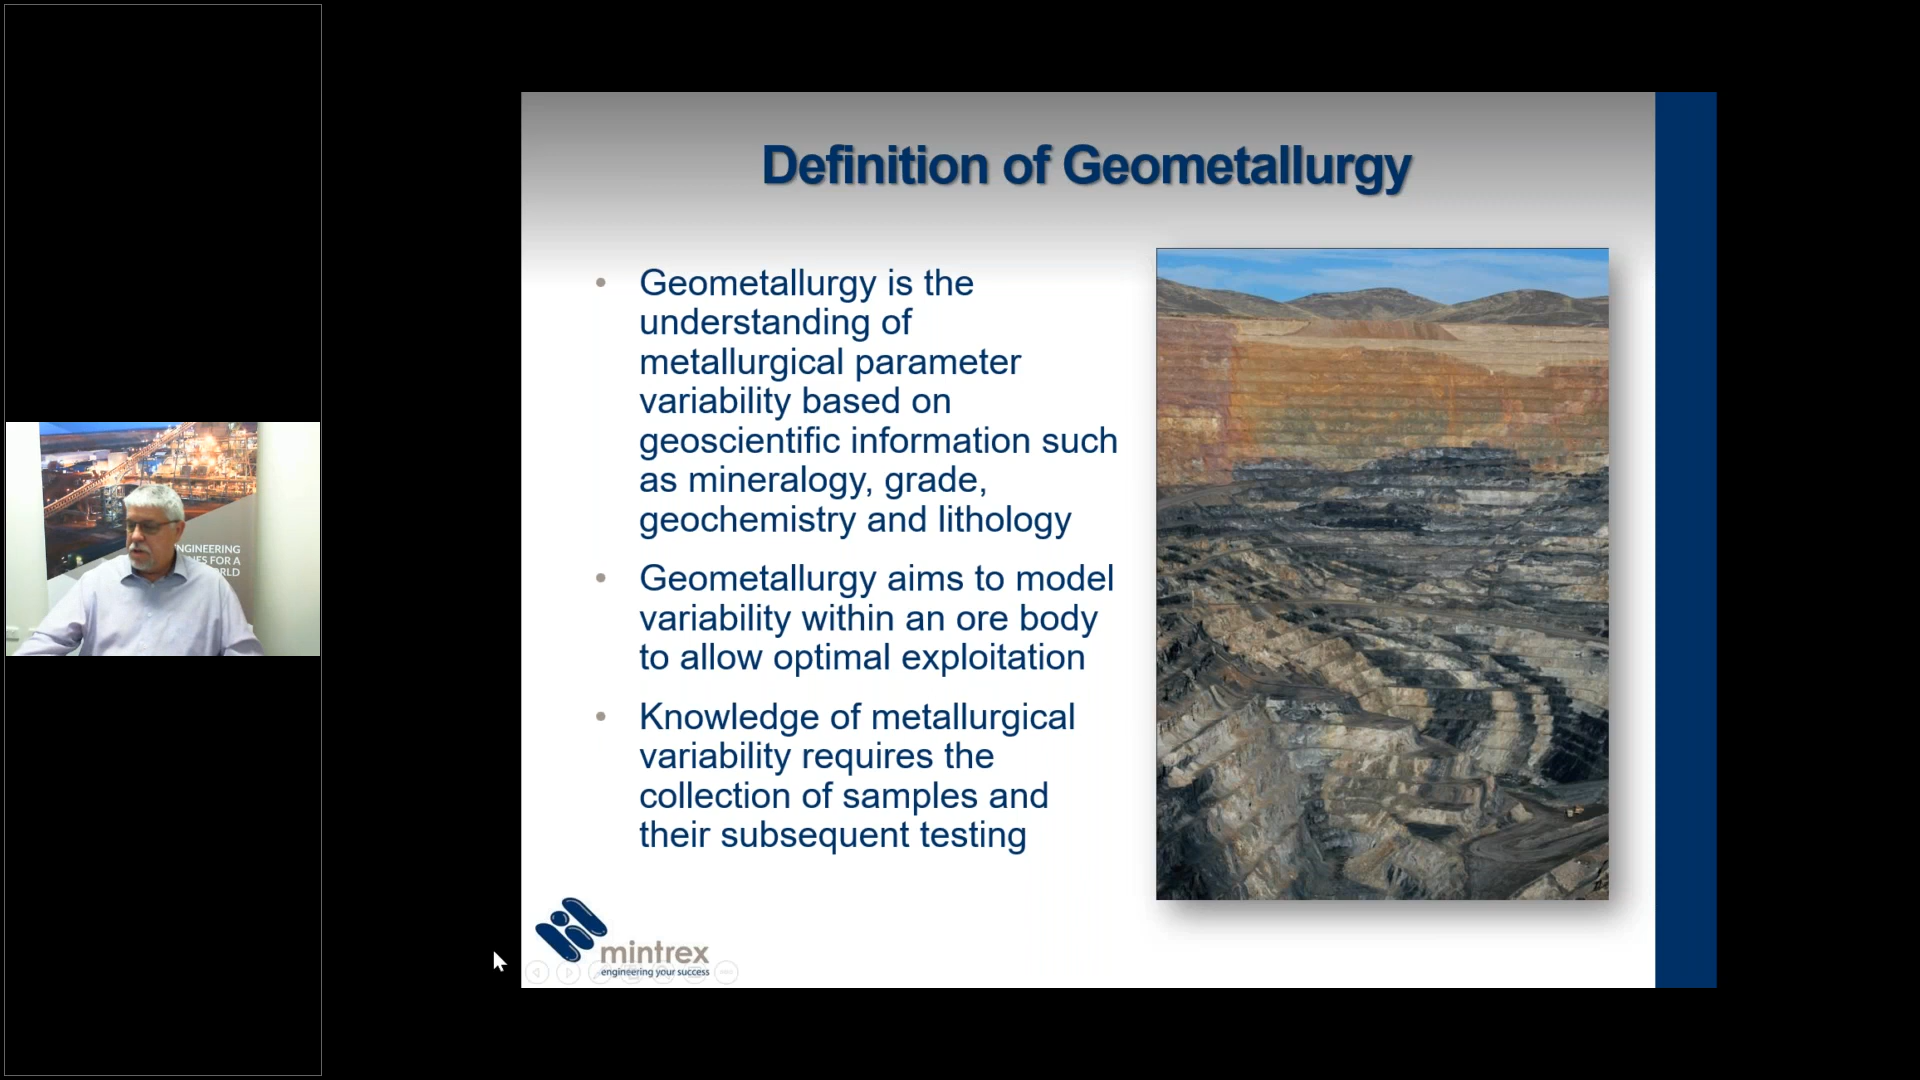 Definition of Geometallurgy
• Geometallurgy is the
understanding of
metallurgical parameter
variability based on
geoscientific information such
as mineralogy, grade,
geochemistry and lithology
• Geometallurgy aims to model
variability within an ore body
to allow optimal exploitation
• Knowledge of metallurgical
variability requires the
collection of samples and
their subsequent testing
mintrex
engineering your success
NGINEERING
FOR A